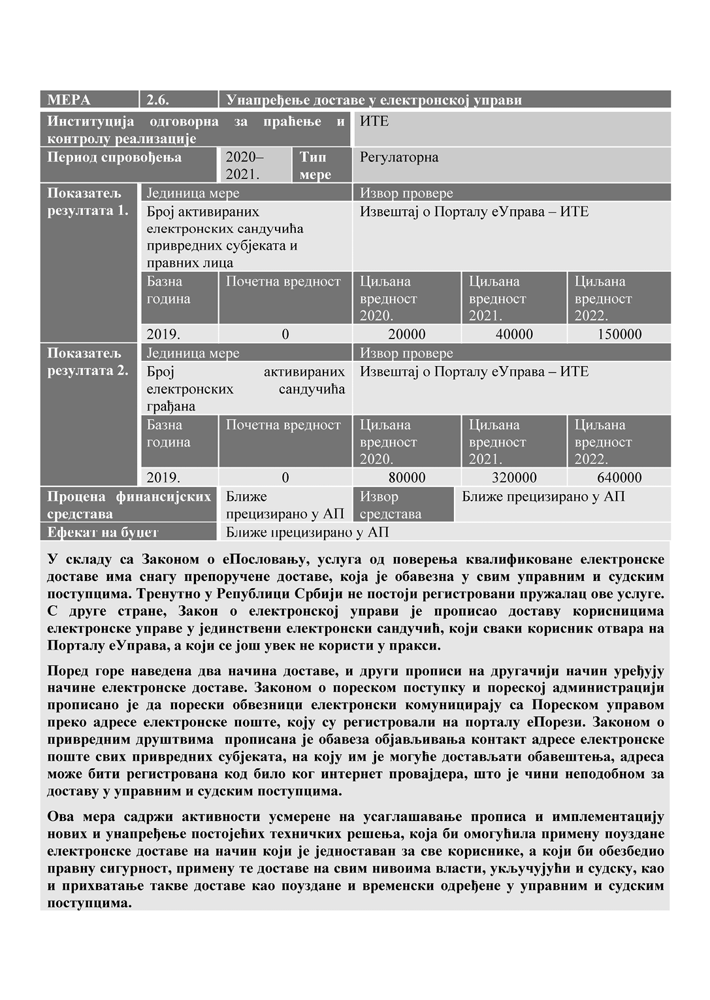 МЕРА 2.6. Унапређење доставе у електронској управи
Институција одговорна за праћење и
контролу реализације
ИТЕ
Период спровођења
2020–
2021.
Тип
мере
Регулаторна
Показатељ
резултата 1.
Јединица мере
Извор провере
Број активираних
електронских сандучића
привредних субјеката и
правних лица
Извештај о Порталу еУправа – ИТЕ
Базна
година
Почетна вредност
Циљана
вредност
2020.
Циљана
вредност
2021.
Циљана
вредност
2022.
2019. 0 20000 40000 150000
Показатељ
резултата 2.
Јединица мере
Извор провере
Број активираних
електронских сандучића
грађана
Извештај о Порталу еУправа – ИТЕ
Базна
година
Почетна вредност
Циљана
вредност
2020.
Циљана
вредност
2021.
Циљана
вредност
2022.
2019. 0 80000 320000 640000
Процена финансијских
средстава
Ближе
прецизирано у АП
Извор
средстава
Ближе прецизирано у АП
Ефекат на буџет
Ближе прецизирано у АП
У складу са Законом о еПословању, услуга од поверења квалификоване електронске
доставе има снагу препоручене доставе, која је обавезна у свим управним и судским
поступцима. Тренутно у Републици Србији не постоји регистровани пружалац ове услуге.
С друге стране, Закон о електронској управи је прописао доставу корисницима
електронске управе у јединствени електронски сандучић, који сваки корисник отвара на
Порталу еУправа, а који се још увек не користи у пракси.
Поред горе наведена два начина доставе, и други прописи на другачији начин уређују
начине електронске доставе. Законом о пореском поступку и пореској администрацији
прописано је да порески обвезници електронски комуницирају са Пореском управом
преко адресе електронске поште, коју су регистровали на порталу еПорези. Законом о
привредним друштвима прописана је обавеза објављивања контакт адресе електронске
поште свих привредних субјеката, на коју им је могуће достављати обавештења, адреса
може бити регистрована код било ког интернет провајдера, што је чини неподобном за
доставу у управним и судским поступцима.
Ова мера садржи активности усмерене на усаглашавање прописа и имплементацију
нових и унапређење постојећих техничких решења, која би омогућила примену поуздане
електронске доставе на начин који је једноставан за све кориснике, а који би обезбедио
правну сигурност, примену те доставе на свим нивоима власти, укључујући и судску, као
и прихватање такве доставе као поуздане и временски одређене у управним и судским
поступцима.